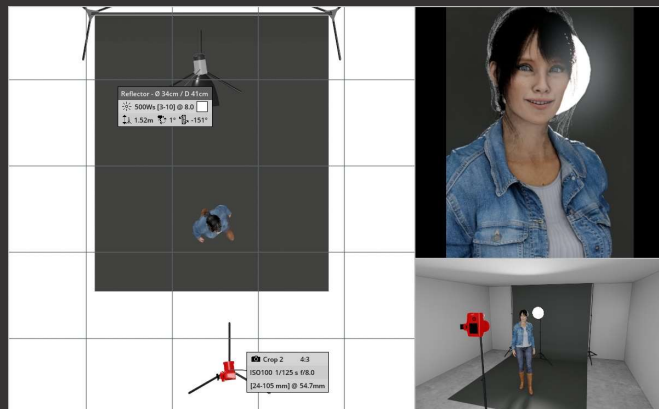 Reflector - Ø 34cm / D 41cm
500Ws [3-10] @ 8.0
1.52m 1° -151°
Crop 2 4:3
ISO100 1/125 s f/8.0
[24-105 mm] @ 54.7mm